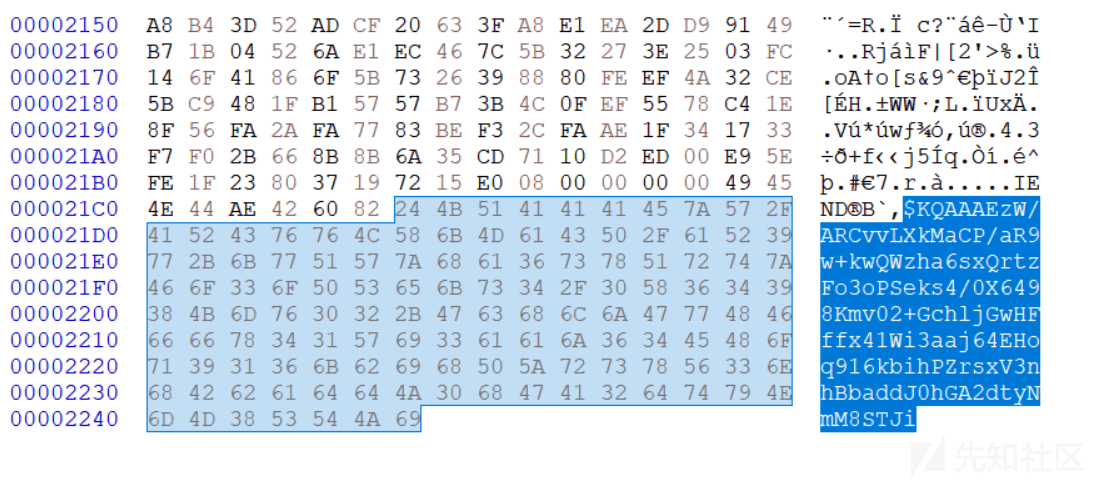 00002150 A8 B4 3D 52 AD CF 20 63 3F A8 E1 EA 2D D9 91 49 ¨´=R.Ï c?¨áê-Ù‘I
00002160 B7 1B 04 52 6A E1 EC 46 7C 5B 32 27 3E 25 03 FC ·..RjáìF|[2'>%.ü
00002170 14 6F 41 86 6F 5B 73 26 39 88 80 FE EF 4A 32 CE .oA†o[s&9ˆ€þïJ2Î
00002180 5B C9 48 1F B1 57 57 B7 3B 4C 0F EF 55 78 C4 1E [ÉH.±WW·;L.ïUxÄ.
00002190 8F 56 FA 2A FA 77 83 BE F3 2C FA AE 1F 34 17 33 .Vú*úwƒ¾ó,ú®.4.3
000021A0 F7 F0 2B 66 8B 8B 6A 35 CD 71 10 D2 ED 00 E9 5E ÷ð+f‹‹j5Íq.Òí.é^
000021B0 FE 1F 23 80 37 19 72 15 E0 08 00 00 00 00 49 45 þ.#€7.r.à.....IE
000021C0 4E 44 AE 42 60 82 24 4B 51 41 41 41 45 7A 57 2F ND®B`‚$KQAAAEzW/
000021D0 41 52 43 76 76 4C 58 6B 4D 61 43 50 2F 61 52 39 ARCvvLXkMaCP/aR9
000021E0 77 2B 6B 77 51 57 7A 68 61 36 73 78 51 72 74 7A w+kwQWzha6sxQrtz
000021F0 46 6F 33 6F 50 53 65 6B 73 34 2F 30 58 36 34 39 Fo3oPSeks4/0X649
00002200 38 4B 6D 76 30 32 2B 47 63 68 6C 6A 47 77 48 46 8Kmv02+GchljGwHF
00002210 66 66 78 34 31 57 69 33 61 61 6A 36 34 45 48 6F ffx41Wi3aaj64EHo
00002220 71 39 31 36 6B 62 69 68 50 5A 72 73 78 56 33 6E q916kbihPZrsxV3n
00002230 68 42 62 61 64 64 4A 30 68 47 41 32 64 74 79 4E hBbaddJ0hGA2dtyN
00002240 6D 4D 38 53 54 4A 69 mM8STJi
先知社区